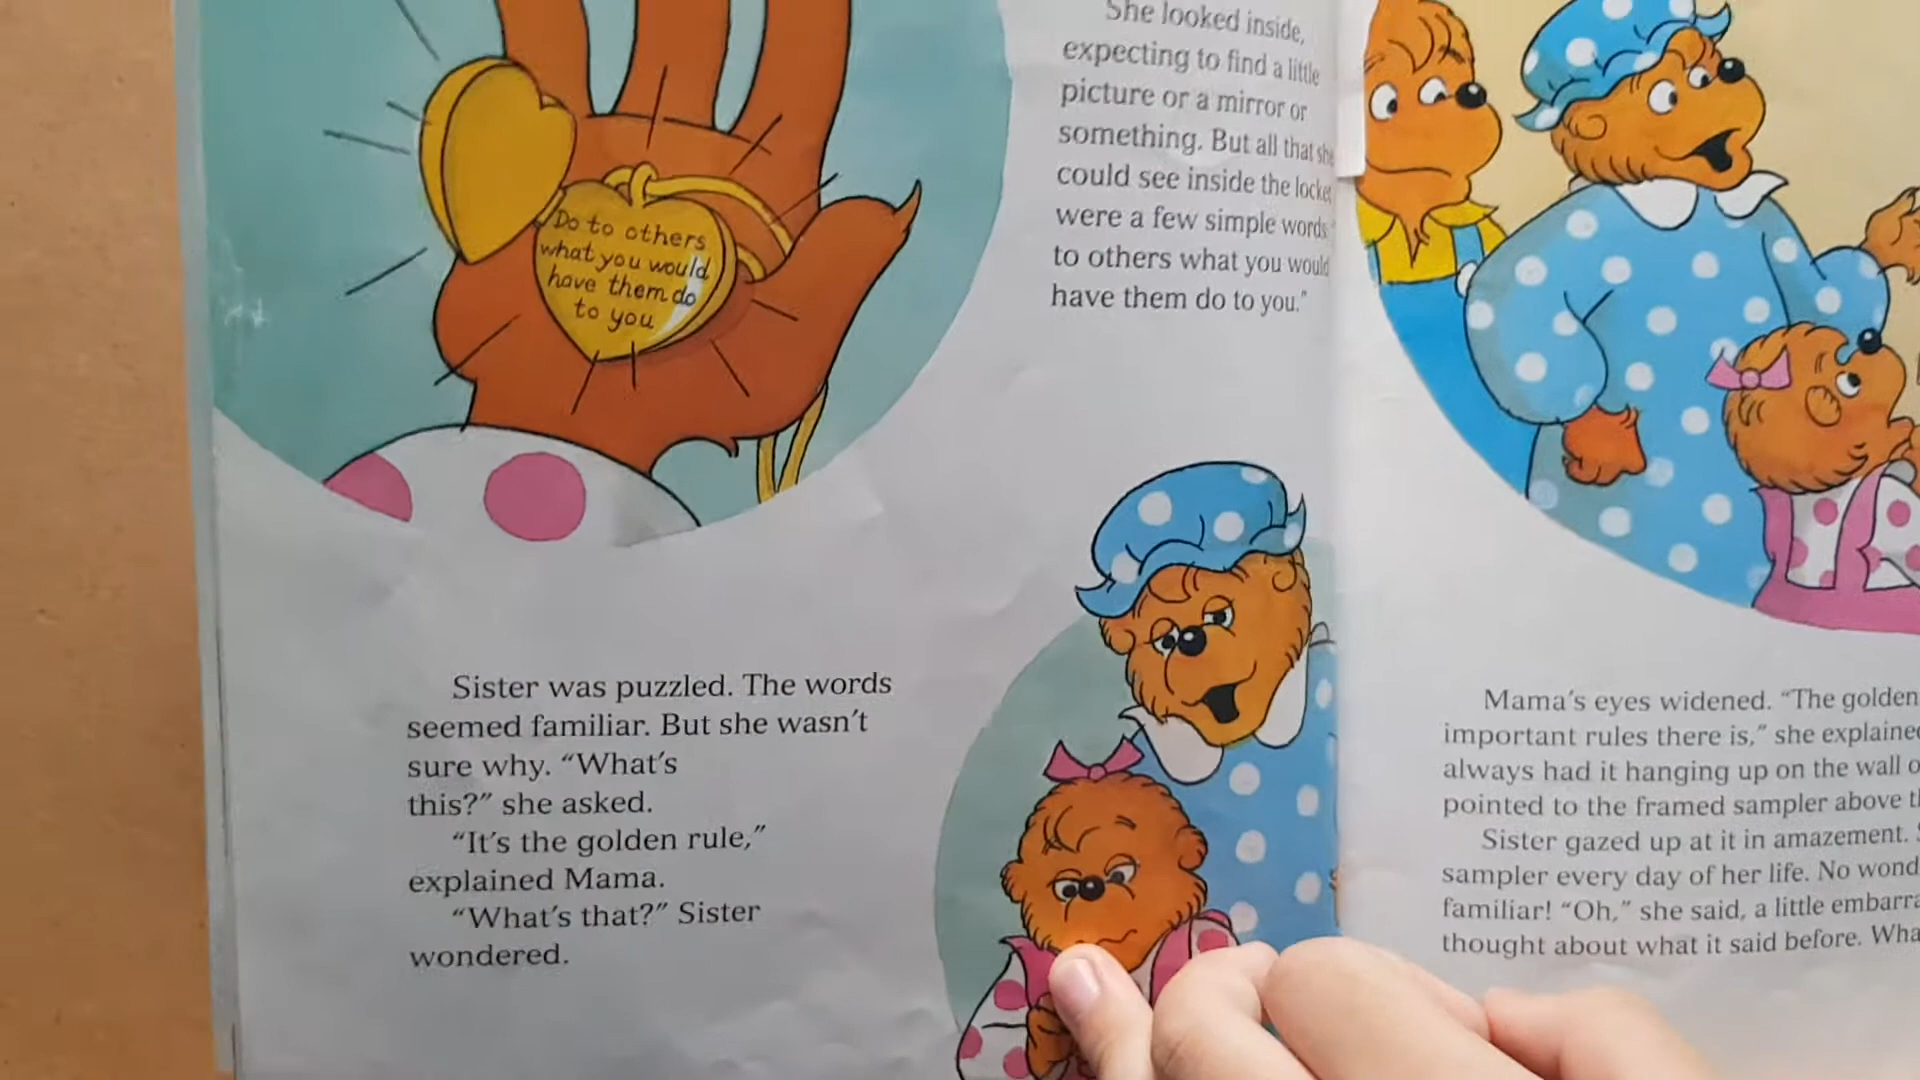 Do to others
what you would
have them do
to you
She looked inside,
expecting to find a little
picture or a mirror or
something. But all that she
could see inside the locket
were a few simple words
to others what you would
have them do to you."
Sister was puzzled. The words
seemed familiar. But she wasn't
sure why. “What's
this?” she asked.
“It's the golden rule,”
explained Mama.
“What's that?” Sister
wondered.
Mama's eyes widened. “The golden
important rules there is,” she explained
always had it hanging up on the wall
pointed to the framed sampler above
Sister gazed up at it in amazement.
sampler every day of her life. No
familiar! “Oh,” she said, a little
thought about what it said before.